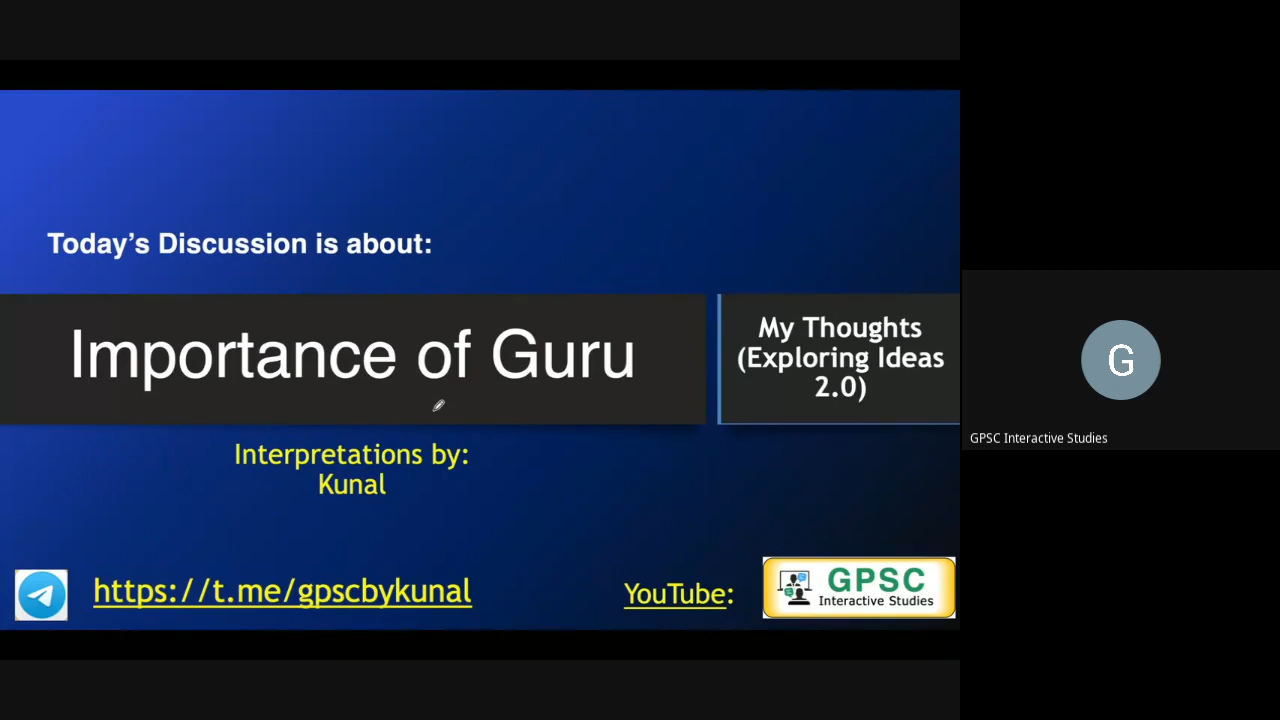 Today's Discussion is about:
Importance of Guru
My Thoughts
(Exploring Ideas
2.0)
Interpretations by:
Kunal
https://t.me/gpscbykunal
YouTube:
GPSC
Interactive Studies
G
GPSC Interactive Studies